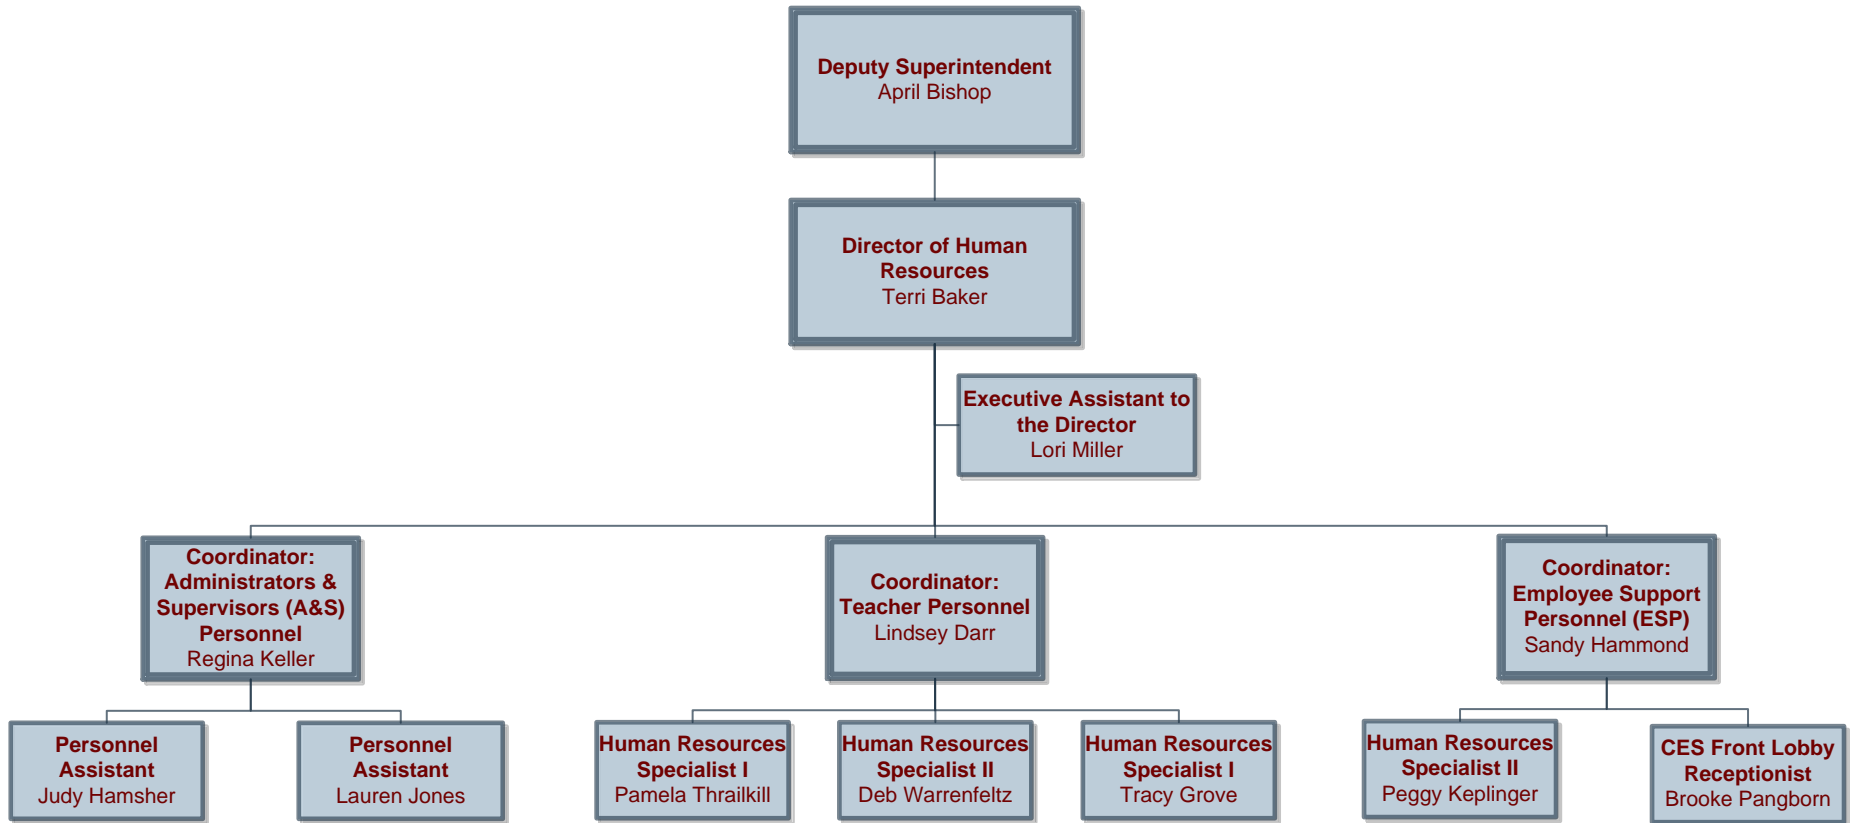 Deputy Superintendent
April Bishop
Director of Human
Resources
Terri Baker
Executive Assistant to
the Director
Lori Miller
Coordinator:
Administrators &
Supervisors (A&S)
Personnel
Regina Keller
Coordinator:
Teacher Personnel
Lindsey Darr
Coordinator:
Employee Support
Personnel (ESP)
Sandy Hammond
Personnel
Assistant
Judy Hamsher
Personnel
Assistant
Lauren Jones
Human Resources
Specialist I
Pamela Thrailkill
Human Resources
Specialist II
Deb Warrenfeltz
Human Resources
Specialist I
Tracy Grove
Human Resources
Specialist II
Peggy Keplinger
CES Front Lobby
Receptionist
Brooke Pangborn